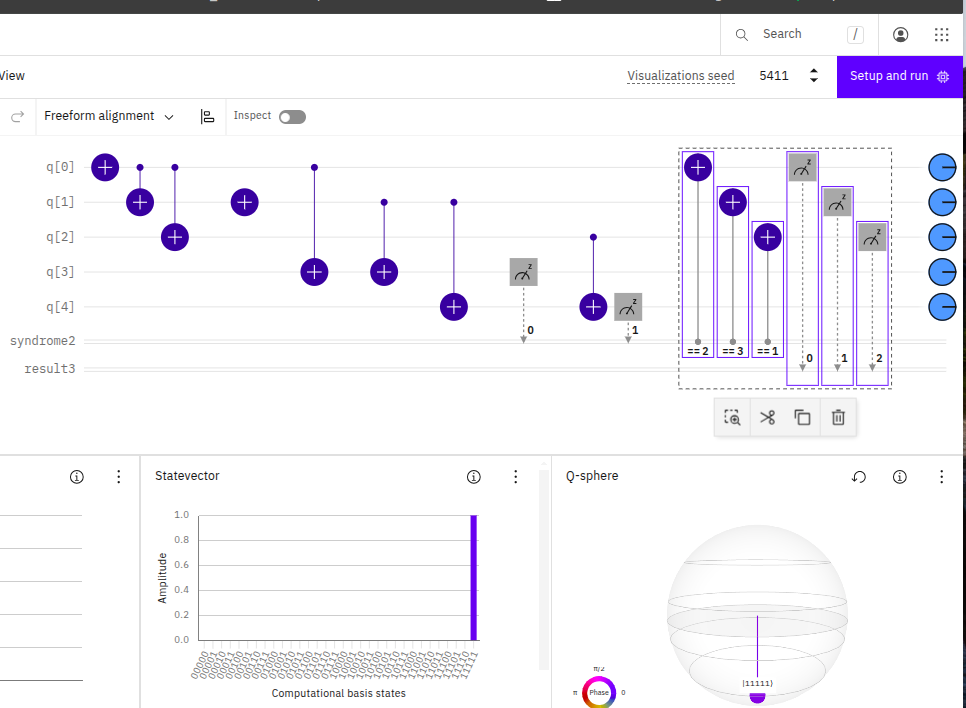 Search /
View Visualizations seed 5411 Setup and run
Freeform alignment Inspect
q[0] z
q[1] z
q[2] z
q[3] z
q[4] z
0 1
syndrome2
== 2 == 3 == 1 0 1 2
result3
Statevector Q-sphere
1.0
0.8
0.6
0.4
0.2
0.0
Amplitude
00000 00001 00010 00011 00100 00101 00110 00111 01000 01001 01010 01011 01100 01101 01110 01111 10000 10001 10010 10011 10100 10101 10110 10111 11000 11001 11010 11011 11100 11101 11110 11111
Computational basis states
|11111⟩
π/2
π Phase 0